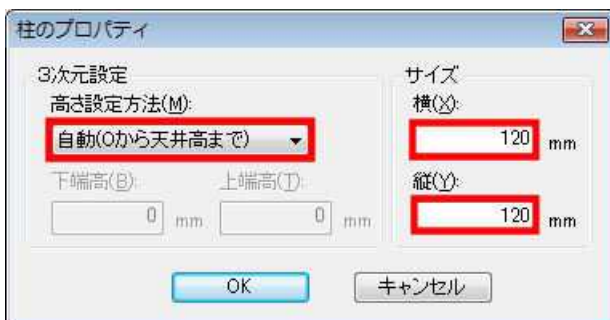 柱のプロパティ
3次元設定
高さ設定方法(M):
自動(0から天井高まで)
下端高(B): 上端高(T):
0 mm 0 mm
サイズ
横(X):
120 mm
縦(Y):
120 mm
OK キャンセル